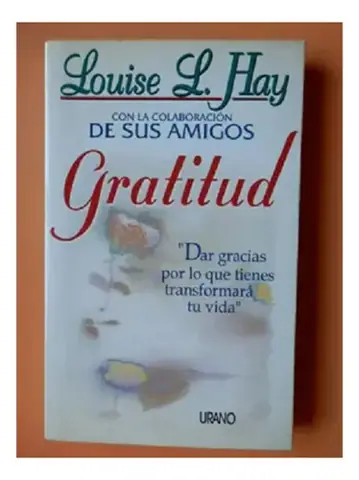 Louise L. Hay
CON LA COLABORACIÓN
DE SUS AMIGOS
Gratitud
"Dar gracias
por lo que tienes
transformará
tu vida"
URANO